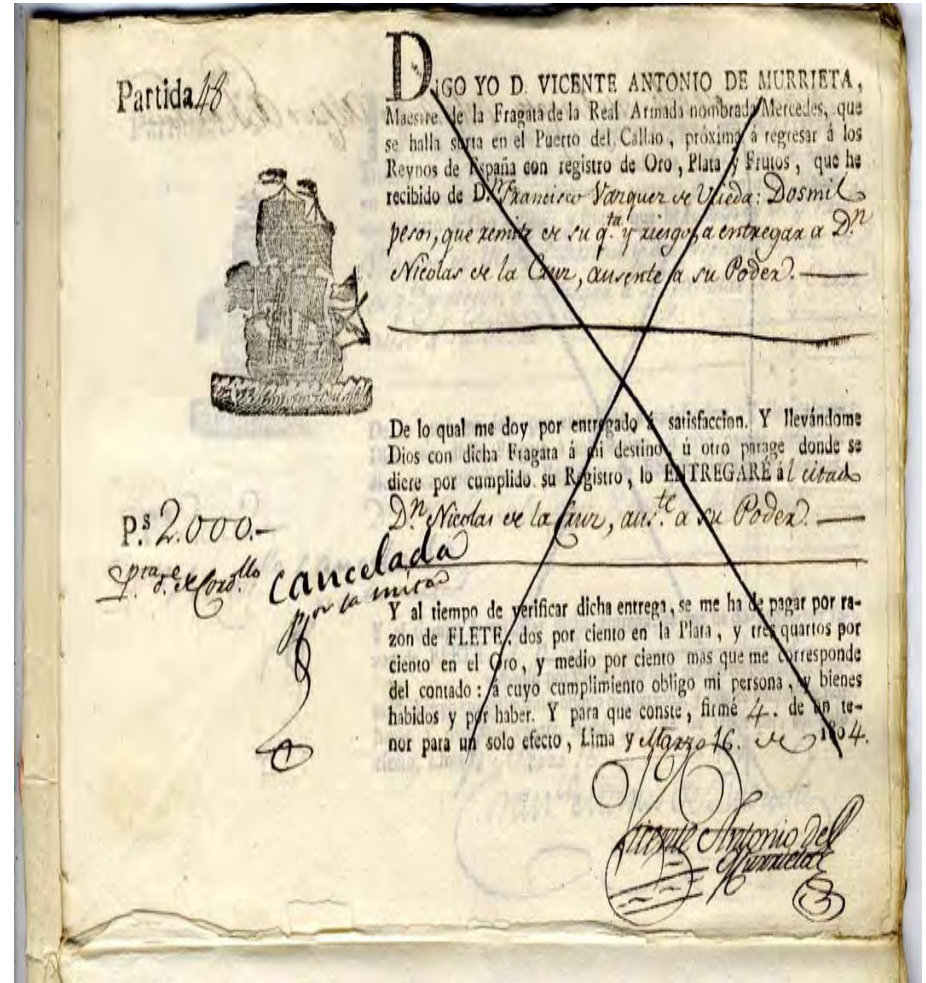 Partida 48
DIGO YO D. VICENTE ANTONIO DE MURRIETA,
Maestre de la Fragata de la Real Armada nombrada Mercedes, que
se halla surta en el Puerto del Callao, próxima á regresar á los
Reynos de España con registro de Oro, Plata y Frutos, que he
recibido de D.n Francisco Vazquez de Uzieda: Dosmil
pesos, que remite de su q.ta y riesgo, a entregar a D.n
Nicolas de la Cruz, ausente a su Poder.
De lo qual me doy por entregado á satisfaccion. Y llevándome
Dios con dicha Fragata á mi destino, ú otro parage donde se
diere por cumplido su Registro, lo ENTREGARÉ ál citado
D.n Nicolas de la Cruz, aus.te a su Poder.
P.s 2.000.-
cancelada
por la mitad
Y al tiempo de verificar dicha entrega, se me ha de pagar por ra-
zon de FLETE, dos por ciento en la Plata, y tres quartos por
ciento en el Oro, y medio por ciento mas que me corresponde
del contado: á cuyo cumplimiento obligo mi persona, y bienes
habidos y por haber. Y para que conste, firmé 4. de un te-
nor para un solo efecto, Lima y Marzo 16. de 1804.
Vicente Antonio de
Murrieta